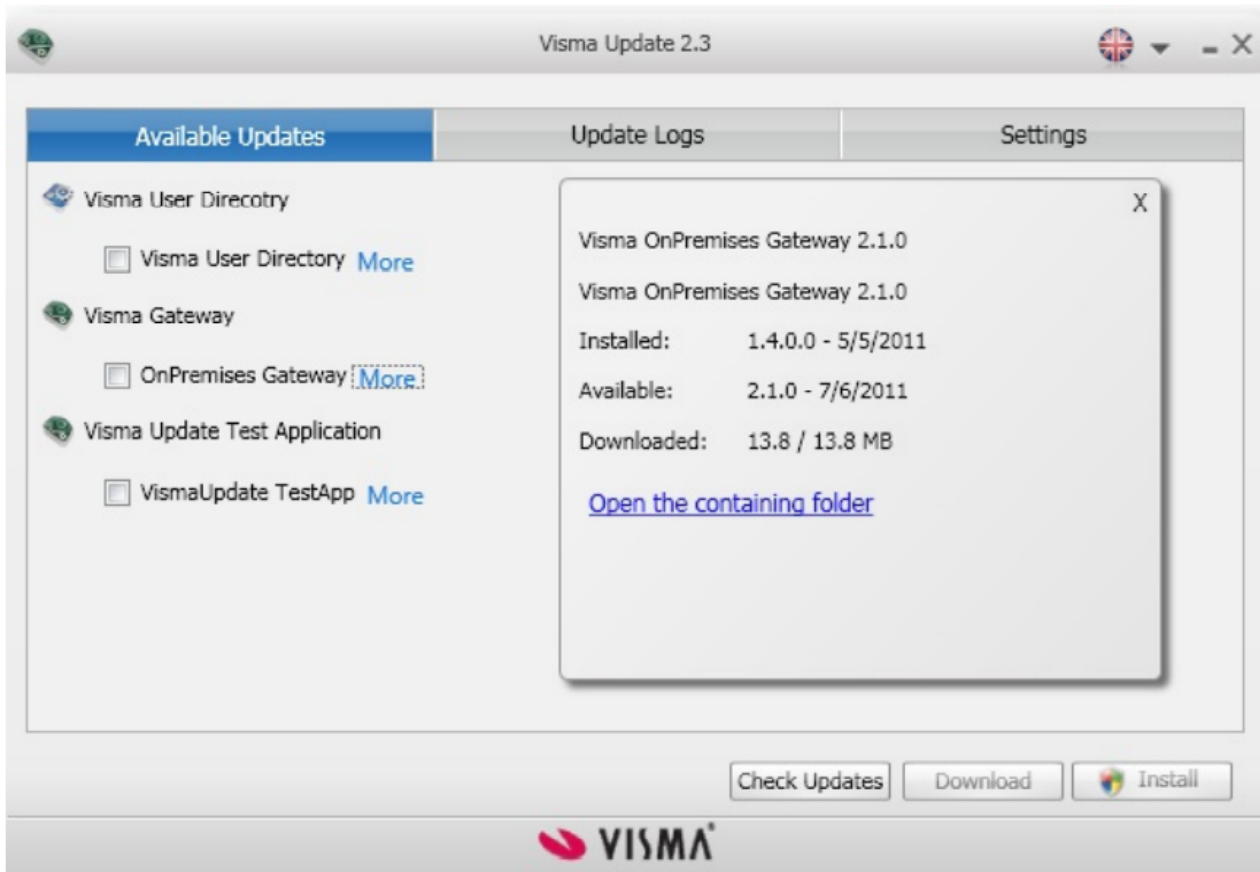 Visma Update 2.3
Available Updates
Update Logs
Settings
Visma User Direcotry
Visma User Directory More
Visma Gateway
OnPremises Gateway More
Visma Update Test Application
VismaUpdate TestApp More
X
Visma OnPremises Gateway 2.1.0
Visma OnPremises Gateway 2.1.0
Installed: 1.4.0.0 - 5/5/2011
Available: 2.1.0 - 7/6/2011
Downloaded: 13.8 / 13.8 MB
Open the containing folder
Check Updates
Download
Install
VISMA